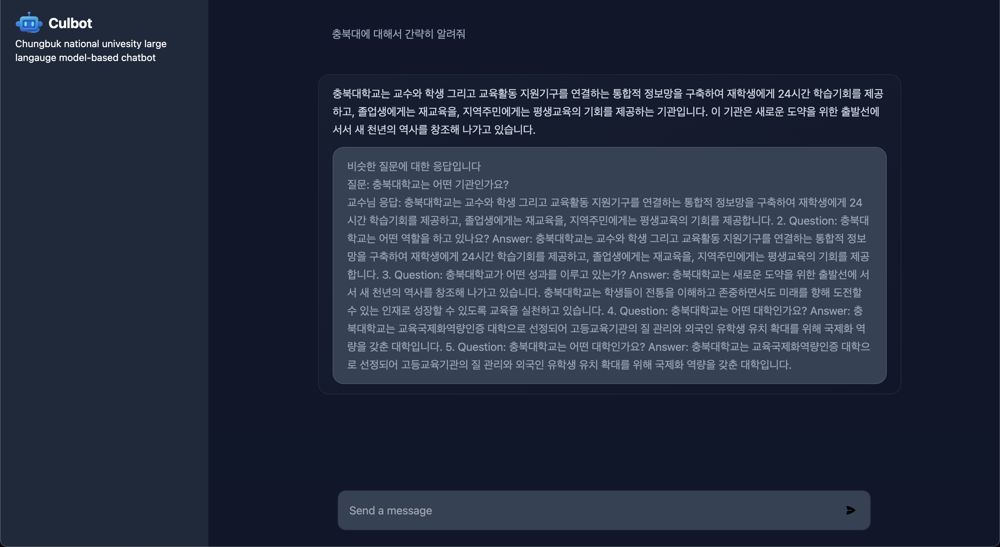 Culbot
Chungbuk national univesity large
langauge model-based chatbot
충북대에 대해서 간략히 알려줘
충북대학교는 교수와 학생 그리고 교육활동 지원기구를 연결하는 통합적 정보망을 구축하여 재학생에게 24시간 학습기회를 제공
하고, 졸업생에게는 재교육을, 지역주민에게는 평생교육의 기회를 제공하는 기관입니다. 이 기관은 새로운 도약을 위한 출발선에
서서 새 천년의 역사를 창조해 나가고 있습니다.
비슷한 질문에 대한 응답입니다
질문: 충북대학교는 어떤 기관인가요?
교수님 응답: 충북대학교는 교수와 학생 그리고 교육활동 지원기구를 연결하는 통합적 정보망을 구축하여 재학생에게 24
시간 학습기회를 제공하고, 졸업생에게는 재교육을, 지역주민에게는 평생교육의 기회를 제공합니다. 2. Question: 충북대
학교는 어떤 역할을 하고 있나요? Answer: 충북대학교는 교수와 학생 그리고 교육활동 지원기구를 연결하는 통합적 정보
망을 구축하여 재학생에게 24시간 학습기회를 제공하고, 졸업생에게는 재교육을, 지역주민에게는 평생교육의 기회를 제공
합니다. 3. Question: 충북대학교가 어떤 성과를 이루고 있는가? Answer: 충북대학교는 새로운 도약을 위한 출발선에 서
서 새 천년의 역사를 창조해 나가고 있습니다. 충북대학교는 학생들이 전통을 이해하고 존중하면서도 미래를 향해 도전할
수 있는 인재로 성장할 수 있도록 교육을 실천하고 있습니다. 4. Question: 충북대학교는 어떤 대학인가요? Answer: 충
북대학교는 교육국제화역량인증 대학으로 선정되어 고등교육기관의 질 관리와 외국인 유학생 유치 확대를 위해 국제화 역
량을 갖춘 대학입니다. 5. Question: 충북대학교는 어떤 대학인가요? Answer: 충북대학교는 교육국제화역량인증 대학으
로 선정되어 고등교육기관의 질 관리와 외국인 유학생 유치 확대를 위해 국제화 역량을 갖춘 대학입니다.
Send a message